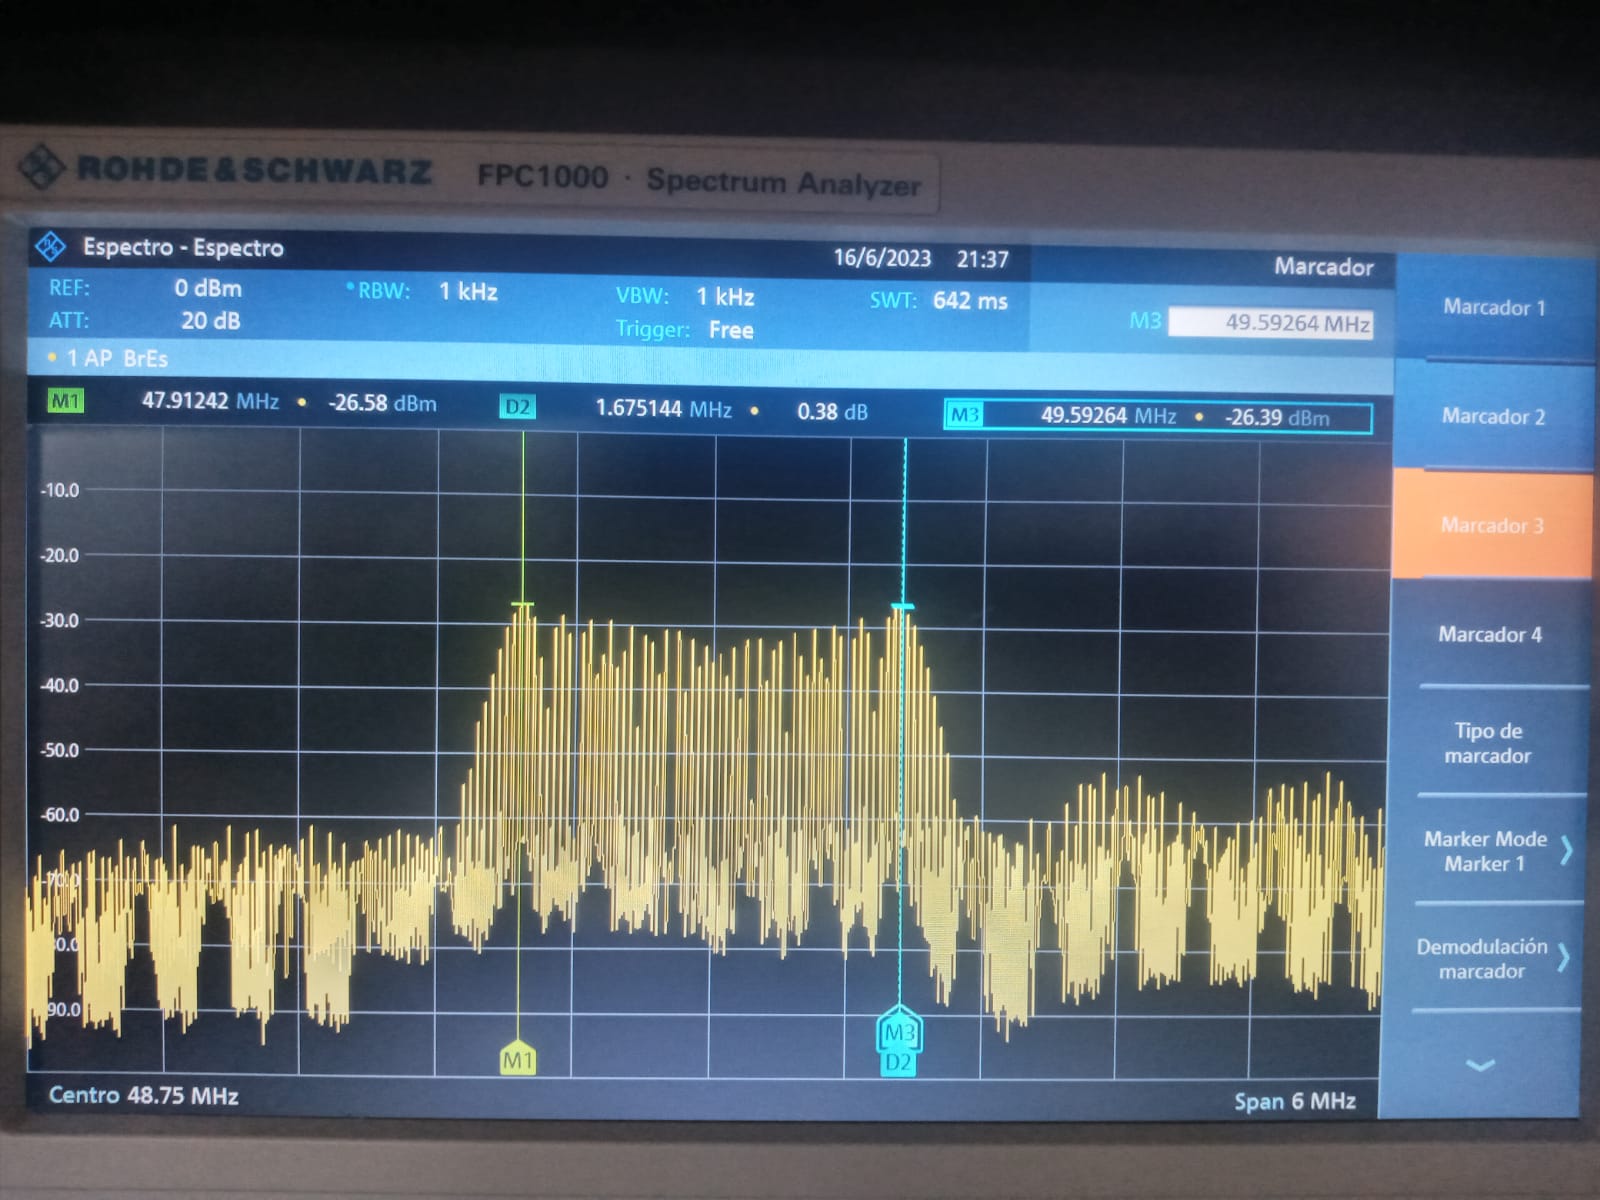 ROHDE&SCHWARZ FPC1000 · Spectrum Analyzer
Espectro - Espectro 16/6/2023 21:37 Marcador
REF: 0 dBm RBW: 1 kHz VBW: 1 kHz SWT: 642 ms
ATT: 20 dB Trigger: Free M3 49.59264 MHz
1 AP BrEs
M1 47.91242 MHz • -26.58 dBm D2 1.675144 MHz • 0.38 dB M3 49.59264 MHz • -26.39 dBm
-10.0
-20.0
-30.0
-40.0
-50.0
-60.0
-70.0
80.0
90.0
M1
M3
D2
Centro 48.75 MHz Span 6 MHz
Marcador 1
Marcador 2
Marcador 3
Marcador 4
Tipo de
marcador
Marker Mode
Marker 1
Demodulación
marcador